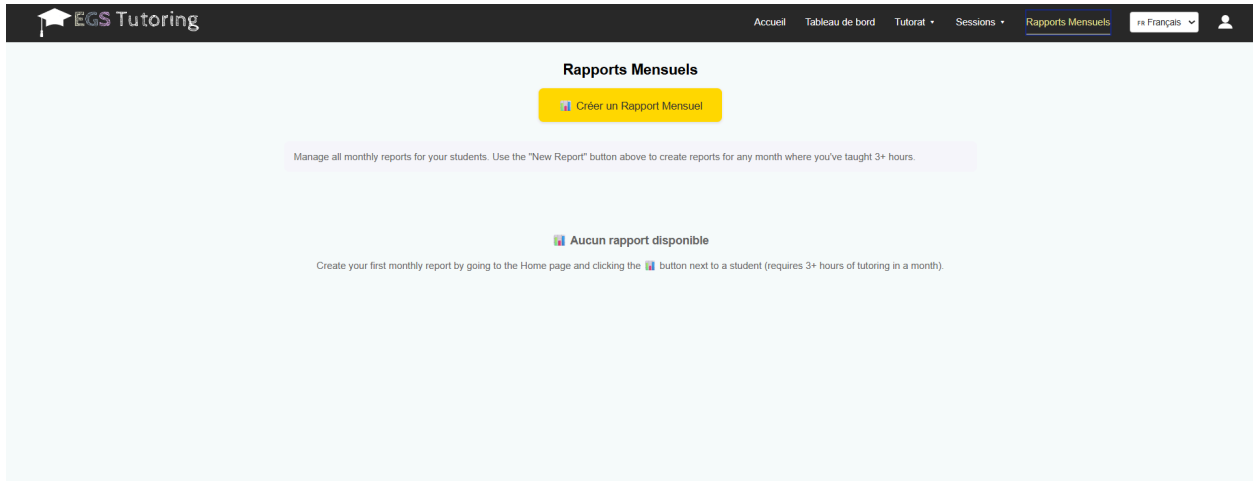 EGS Tutoring
Accueil Tableau de bord Tutorat Sessions Rapports Mensuels FR Français
Rapports Mensuels
Créer un Rapport Mensuel
Manage all monthly reports for your students. Use the "New Report" button above to create reports for any month where you've taught 3+ hours.
Aucun rapport disponible
Create your first monthly report by going to the Home page and clicking the button next to a student (requires 3+ hours of tutoring in a month).